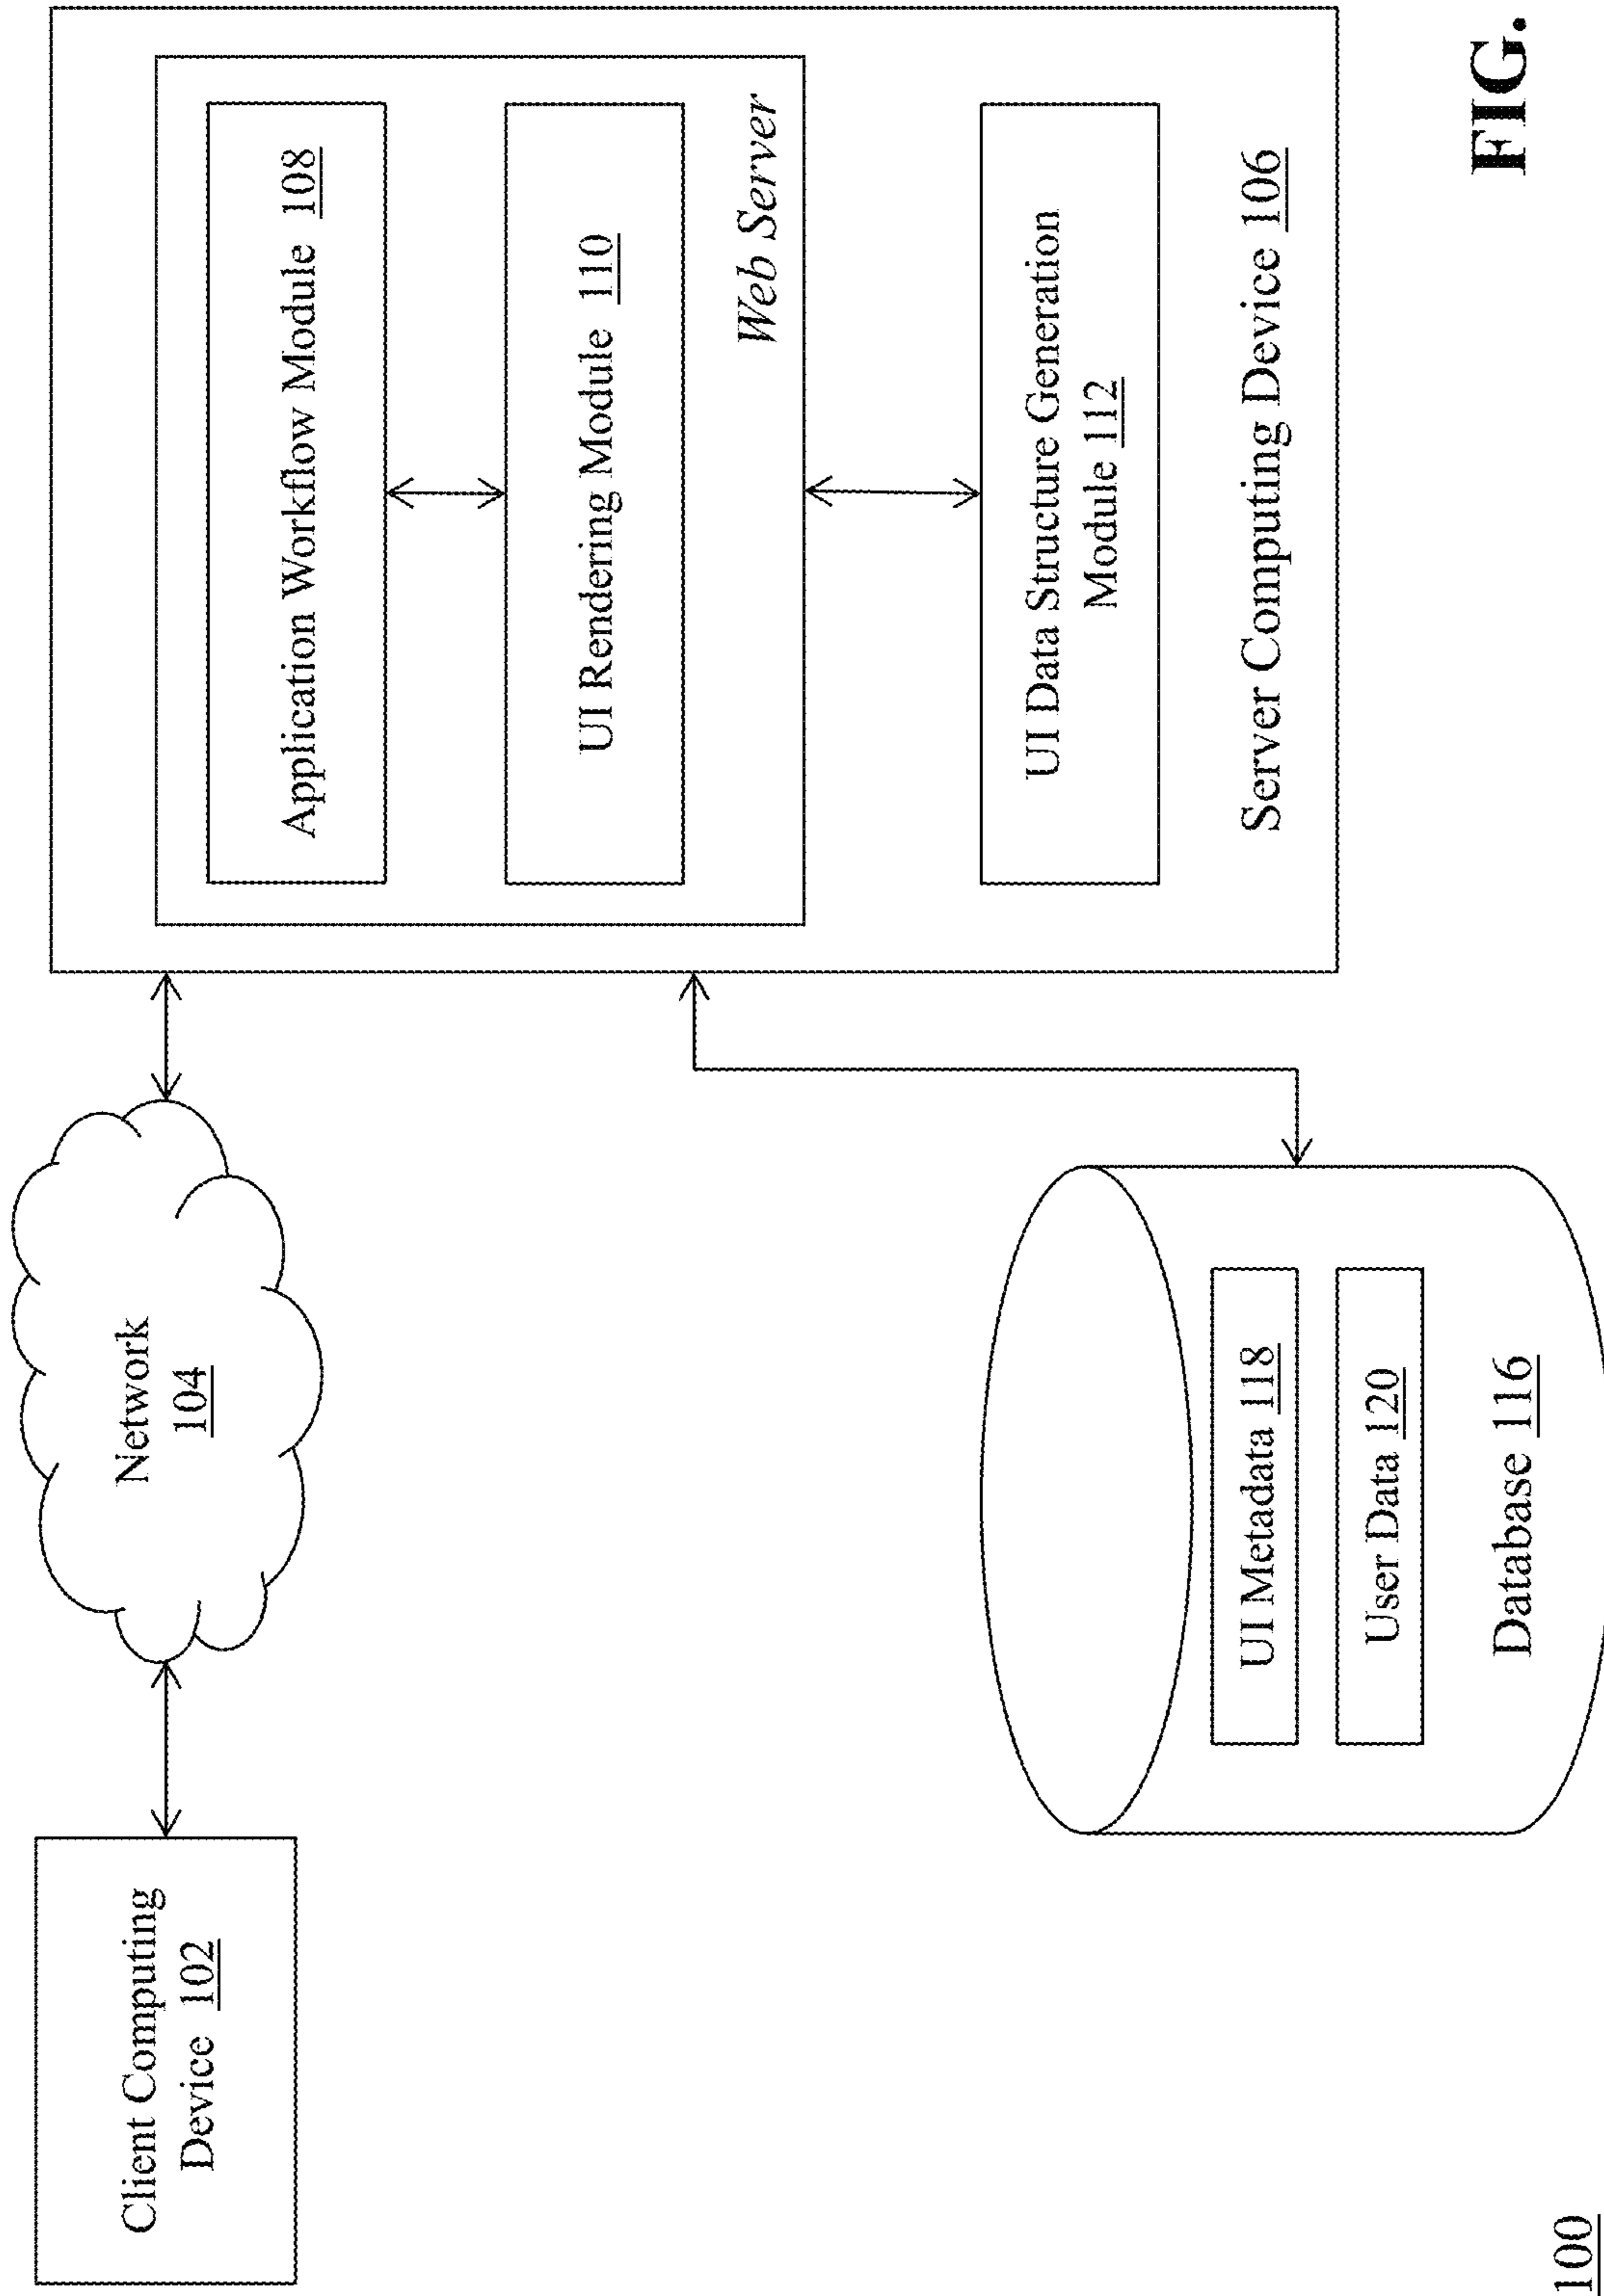 Client Computing
Device 102
Network
104
Application Workflow Module 108
UI Rendering Module 110
Web Server
UI Data Structure Generation
Module 112
Server Computing Device 106
UI Metadata 118
User Data 120
Database 116
100
FIG.